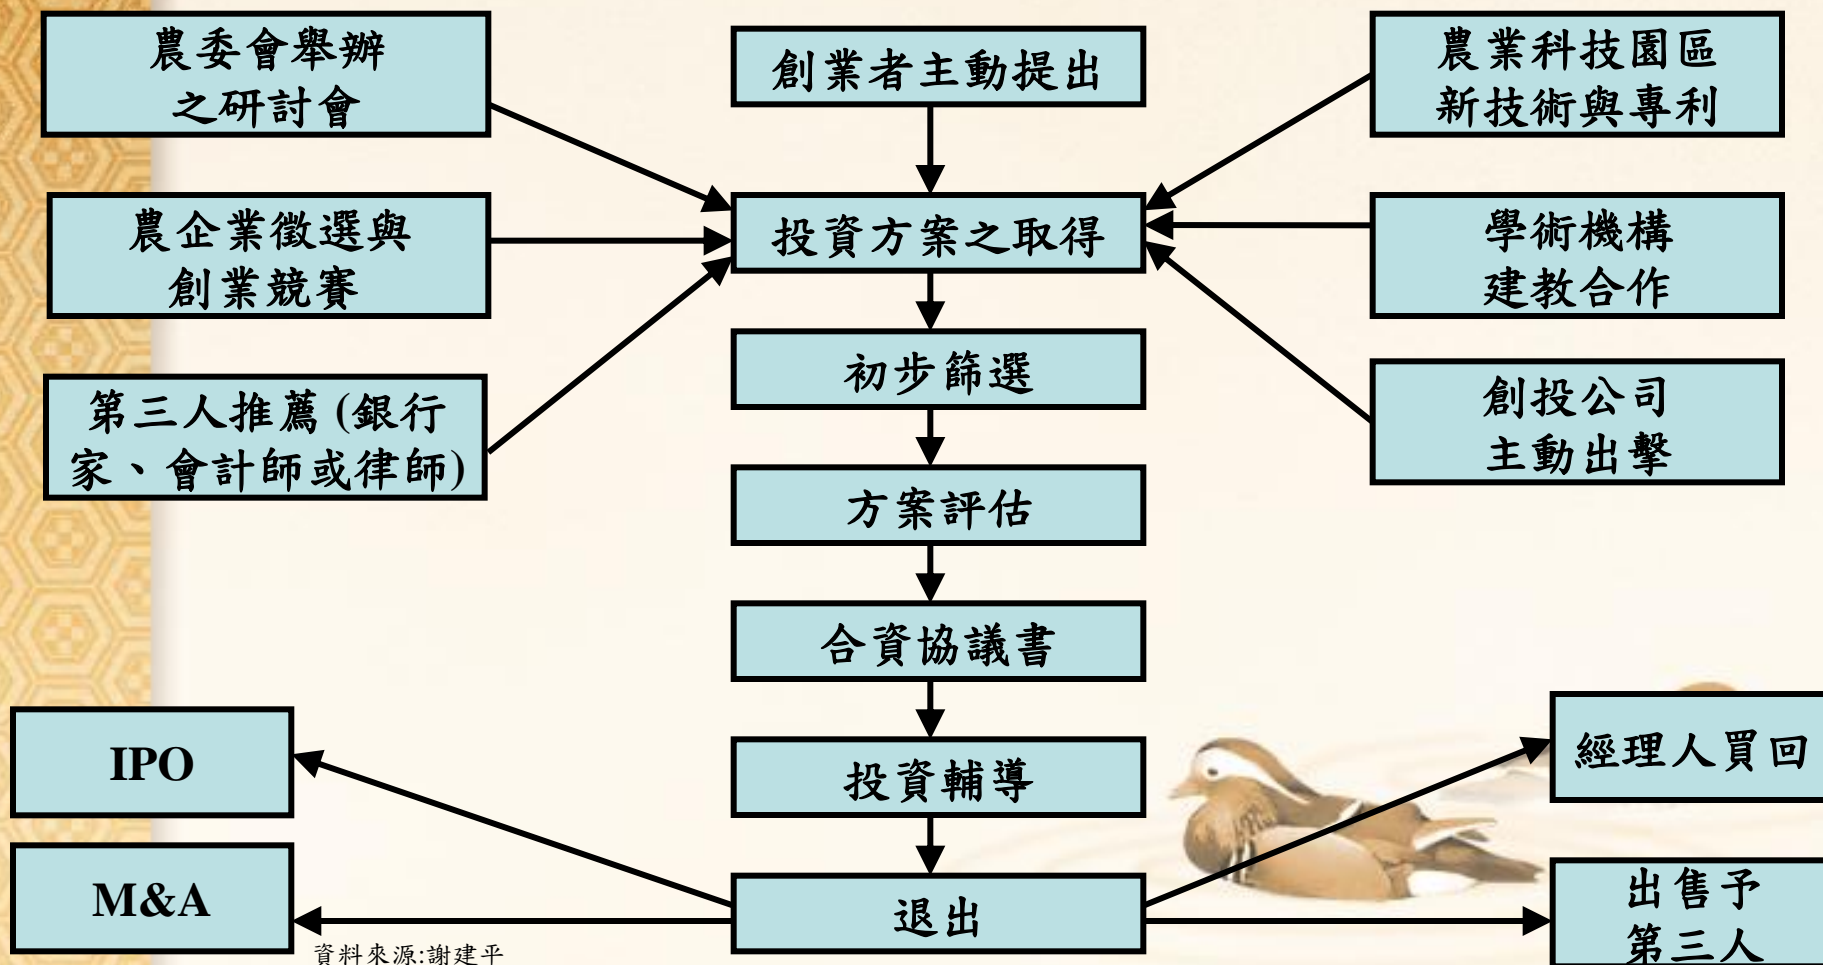 農委會舉辦
之研討會
創業者主動提出
農業科技園區
新技術與專利
農企業徵選與
創業競賽
投資方案之取得
學術機構
建教合作
第三人推薦 (銀行
家、會計師或律師)
初步篩選
創投公司
主動出擊
方案評估
合資協議書
IPO
投資輔導
經理人買回
M&A
退出
出售予
第三人
資料來源:謝建平